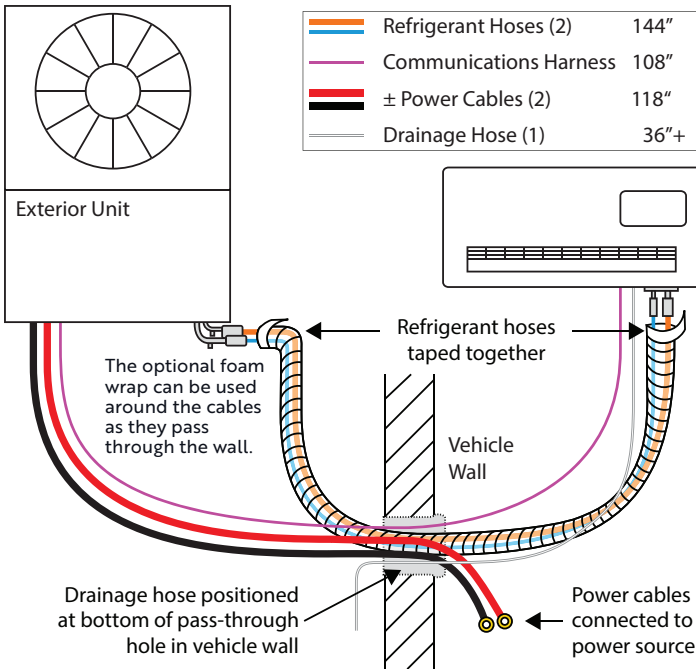 Refrigerant Hoses (2) 144”
Communications Harness 108”
± Power Cables (2) 118“
Drainage Hose (1) 36”+
Exterior Unit
Refrigerant hoses
taped together
The optional foam
wrap can be used
around the cables
as they pass
through the wall.
Vehicle
Wall
Drainage hose positioned
at bottom of pass-through
hole in vehicle wall
Power cables
connected to
power source